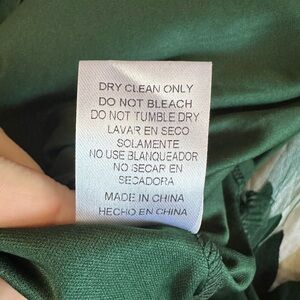 DRY CLEAN ONLY
DO NOT BLEACH
DO NOT TUMBLE DRY
LAVAR EN SECO
SOLAMENTE
NO USE BLANQUEADOR
NO SECAR EN
SECADORA
MADE IN CHINA
HECHO EN CHINA